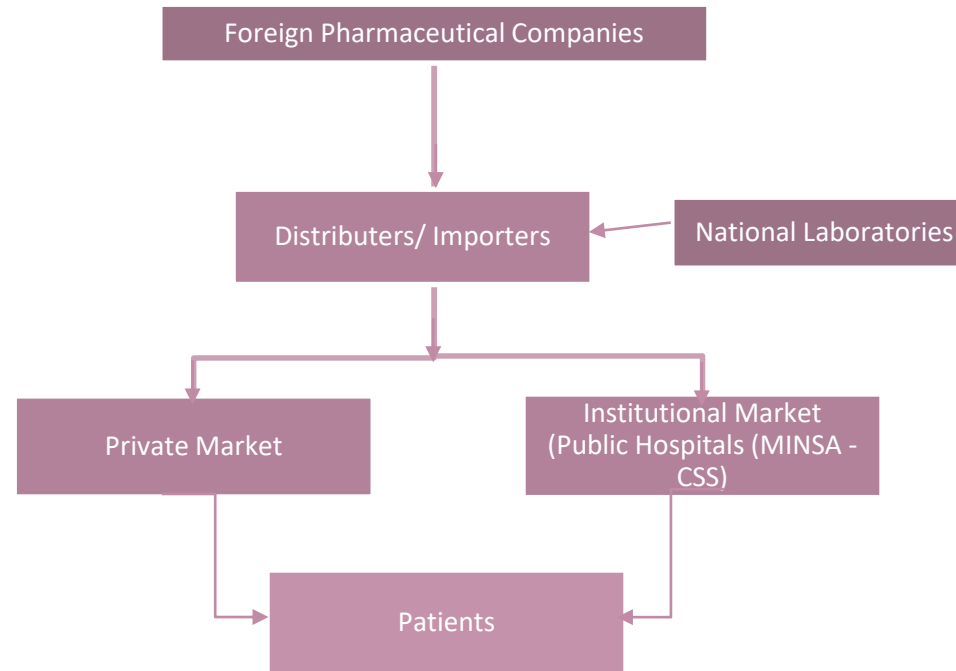 Foreign Pharmaceutical Companies
Distributers/ Importers
National Laboratories
Private Market
Institutional Market
(Public Hospitals (MINSA -
CSS)
Patients